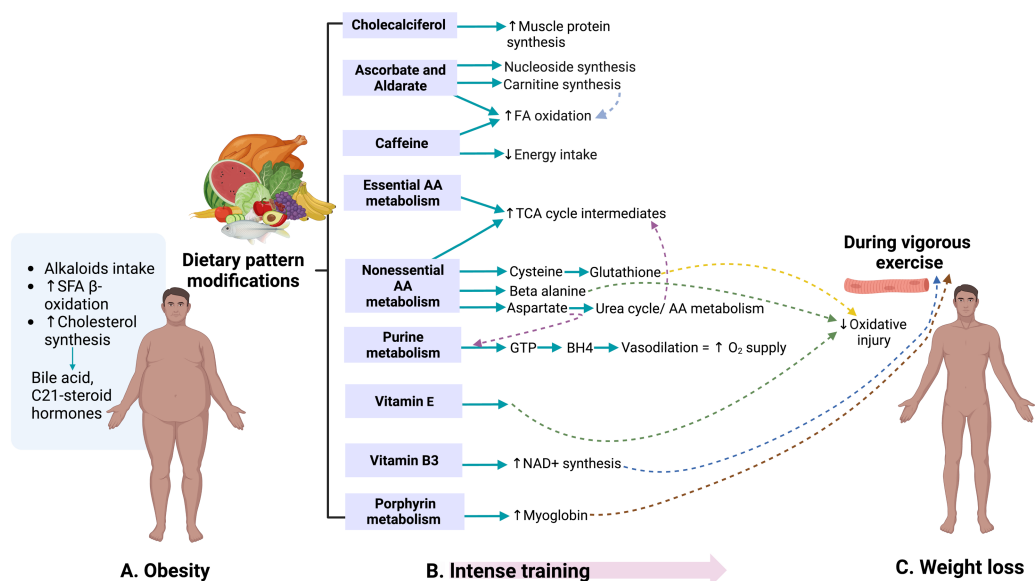 Cholecalciferol
↑Muscle protein
synthesis
Ascorbate and
Aldarate
Nucleoside synthesis
Carnitine synthesis
↑FA oxidation
Caffeine
↓Energy intake
Essential AA
metabolism
↑TCA cycle intermediates
Dietary pattern
modifications
Nonessential
AA
metabolism
Cysteine
Glutathione
Beta alanine
Aspartate
Urea cycle/ AA metabolism
Purine
metabolism
GTP
BH4
Vasodilation = ↑ O₂ supply
Vitamin E
Vitamin B3
↑NAD+ synthesis
Porphyrin
metabolism
↑Myoglobin
• Alkaloids intake
• ↑SFA β-
oxidation
• ↑Cholesterol
synthesis
Bile acid,
C21-steroid
hormones
During vigorous
exercise
↓Oxidative
injury
A. Obesity
B. Intense training
C. Weight loss